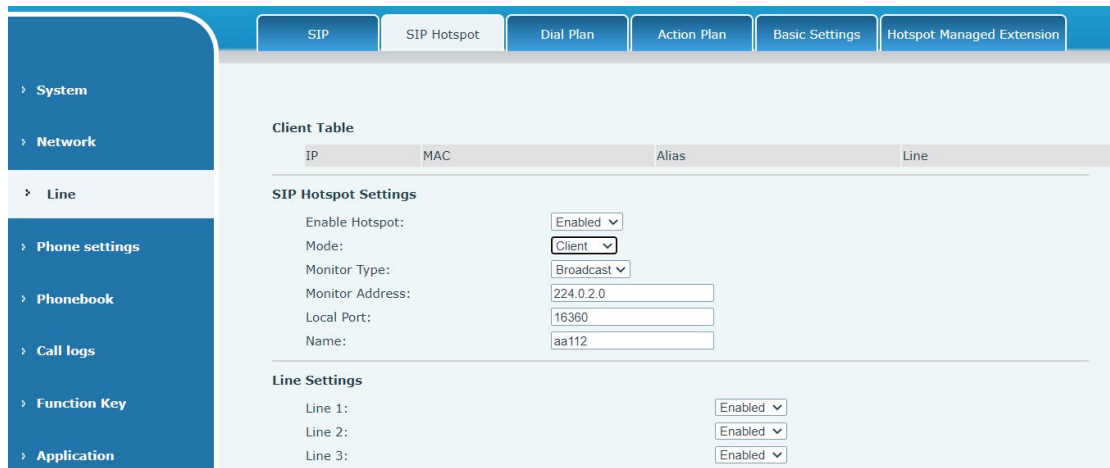 SIP SIP Hotspot Dial Plan Action Plan Basic Settings Hotspot Managed Extension
System
Network
Line
Phone settings
Phonebook
Call logs
Function Key
Application
Client Table
IP MAC Alias Line
SIP Hotspot Settings
Enable Hotspot: Enabled
Mode: Client
Monitor Type: Broadcast
Monitor Address: 224.0.2.0
Local Port: 16360
Name: aa112
Line Settings
Line 1: Enabled
Line 2: Enabled
Line 3: Enabled